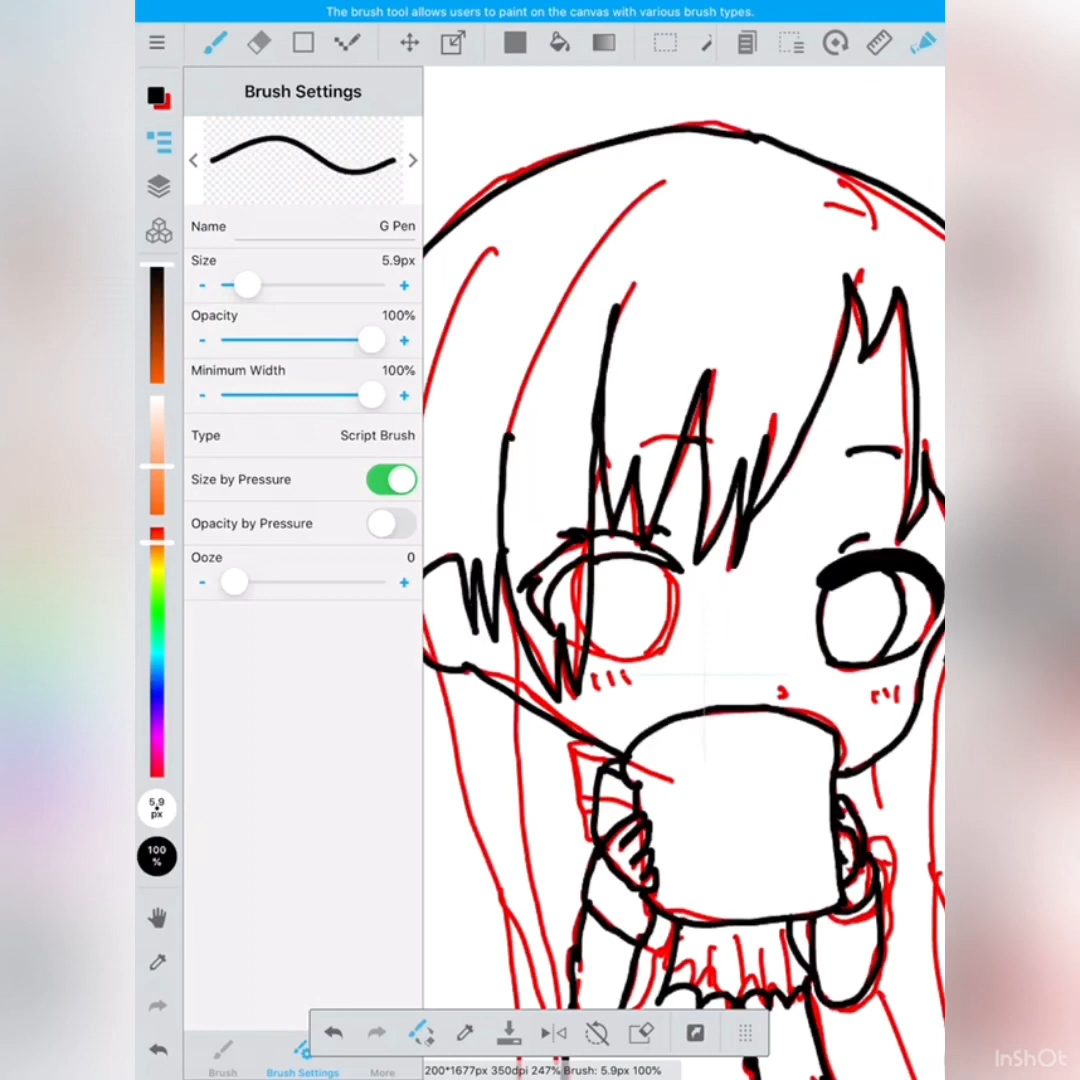 The brush tool allows users to paint on the canvas with various brush types.
Brush Settings
Name G Pen
Size 5.9px
- +
Opacity 100%
- +
Minimum Width 100%
- +
Type Script Brush
Size by Pressure
Opacity by Pressure
Ooze 0
- +
5.9
px
100
%
Brush Brush Settings More
200*1677px 350dpi 247% Brush: 5.9px 100%
InShOt